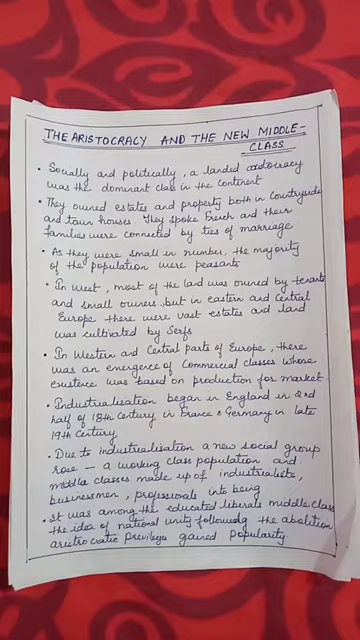 THE ARISTOCRACY AND THE NEW MIDDLE-
CLASS
• Socially and politically, a landed aristocracy
was the dominant class in the continent
• They owned estates and property both in Countryside
and town houses. They spoke French and their
families were connected by ties of marriage
• As they were small in number, the majority
of the population were peasants
• In west, most of the land was owned by tenants
and small owners, but in eastern and Central
Europe there were vast estates and land
was cultivated by Serfs
• In Western and Central parts of Europe, there
was an emergence of Commercial classes whose
existence was based on production for market.
• Industrialisation began in England in 2nd
half of 18th Century, in France & Germany in late
19th Century
• Due to industrialisation a new social group
rose — a working class population and
middle classes made up of industrialists,
businessmen, professionals into being
• It was among the educated liberals middle class
the idea of national unity following the abolition
aristrocratic Previlegu gained popularity.